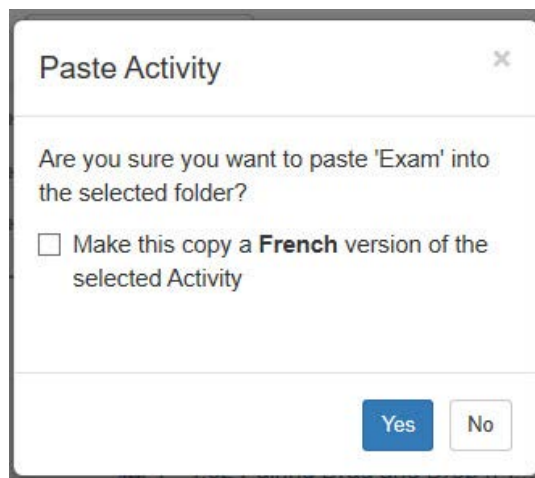 Paste Activity
×
Are you sure you want to paste 'Exam' into
the selected folder?
Make this copy a French version of the
selected Activity
Yes
No